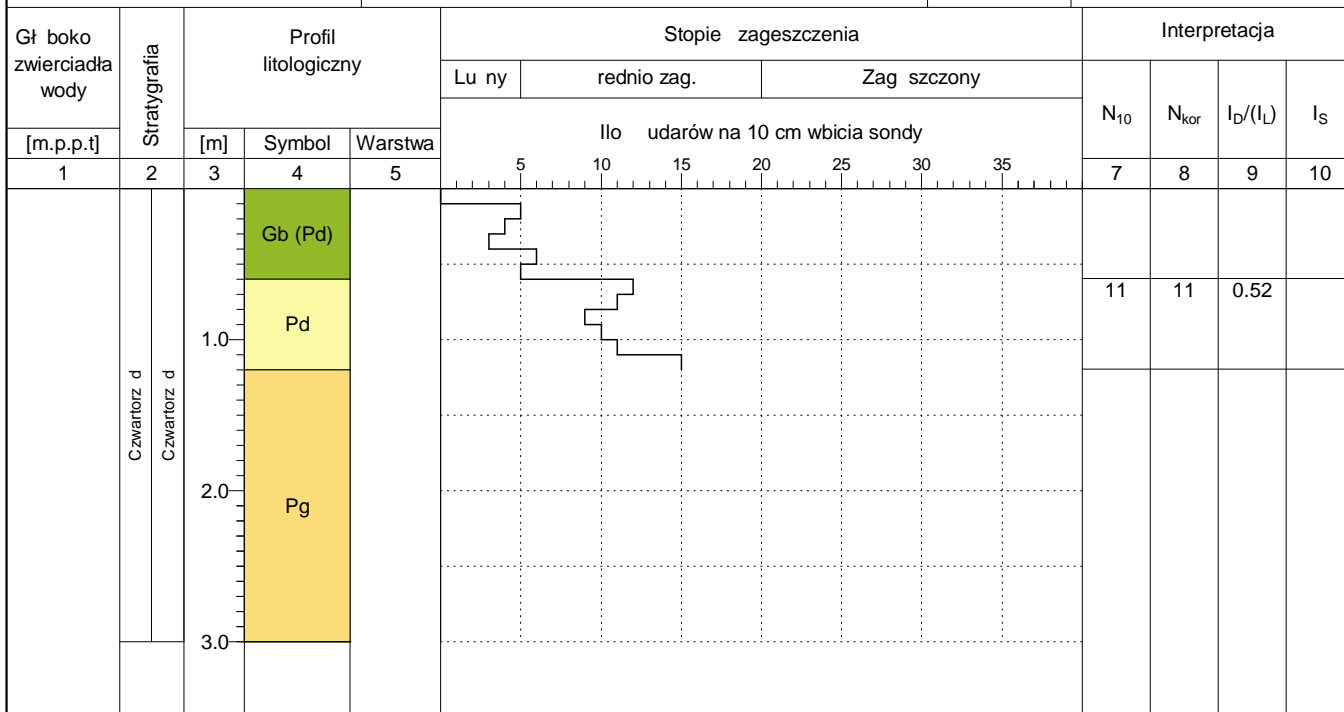 Gł boko
zwierciadła
wody
[m.p.p.t]
1
Stratygrafia
2
Profil
litologiczny
[m]
3
Symbol
4
Warstwa
5
Stopie zageszczenia
Lu ny
rednio zag.
Zag szczony
Ilo udarów na 10 cm wbicia sondy
5 10 15 20 25 30 35
Interpretacja
N10
NKor
ID/(IL)
IS
7 8 9 10
Czwartorz d
Czwartorz d
Gb (Pd)
11 11 0.52
Pd
1.0
2.0
Pg
3.0